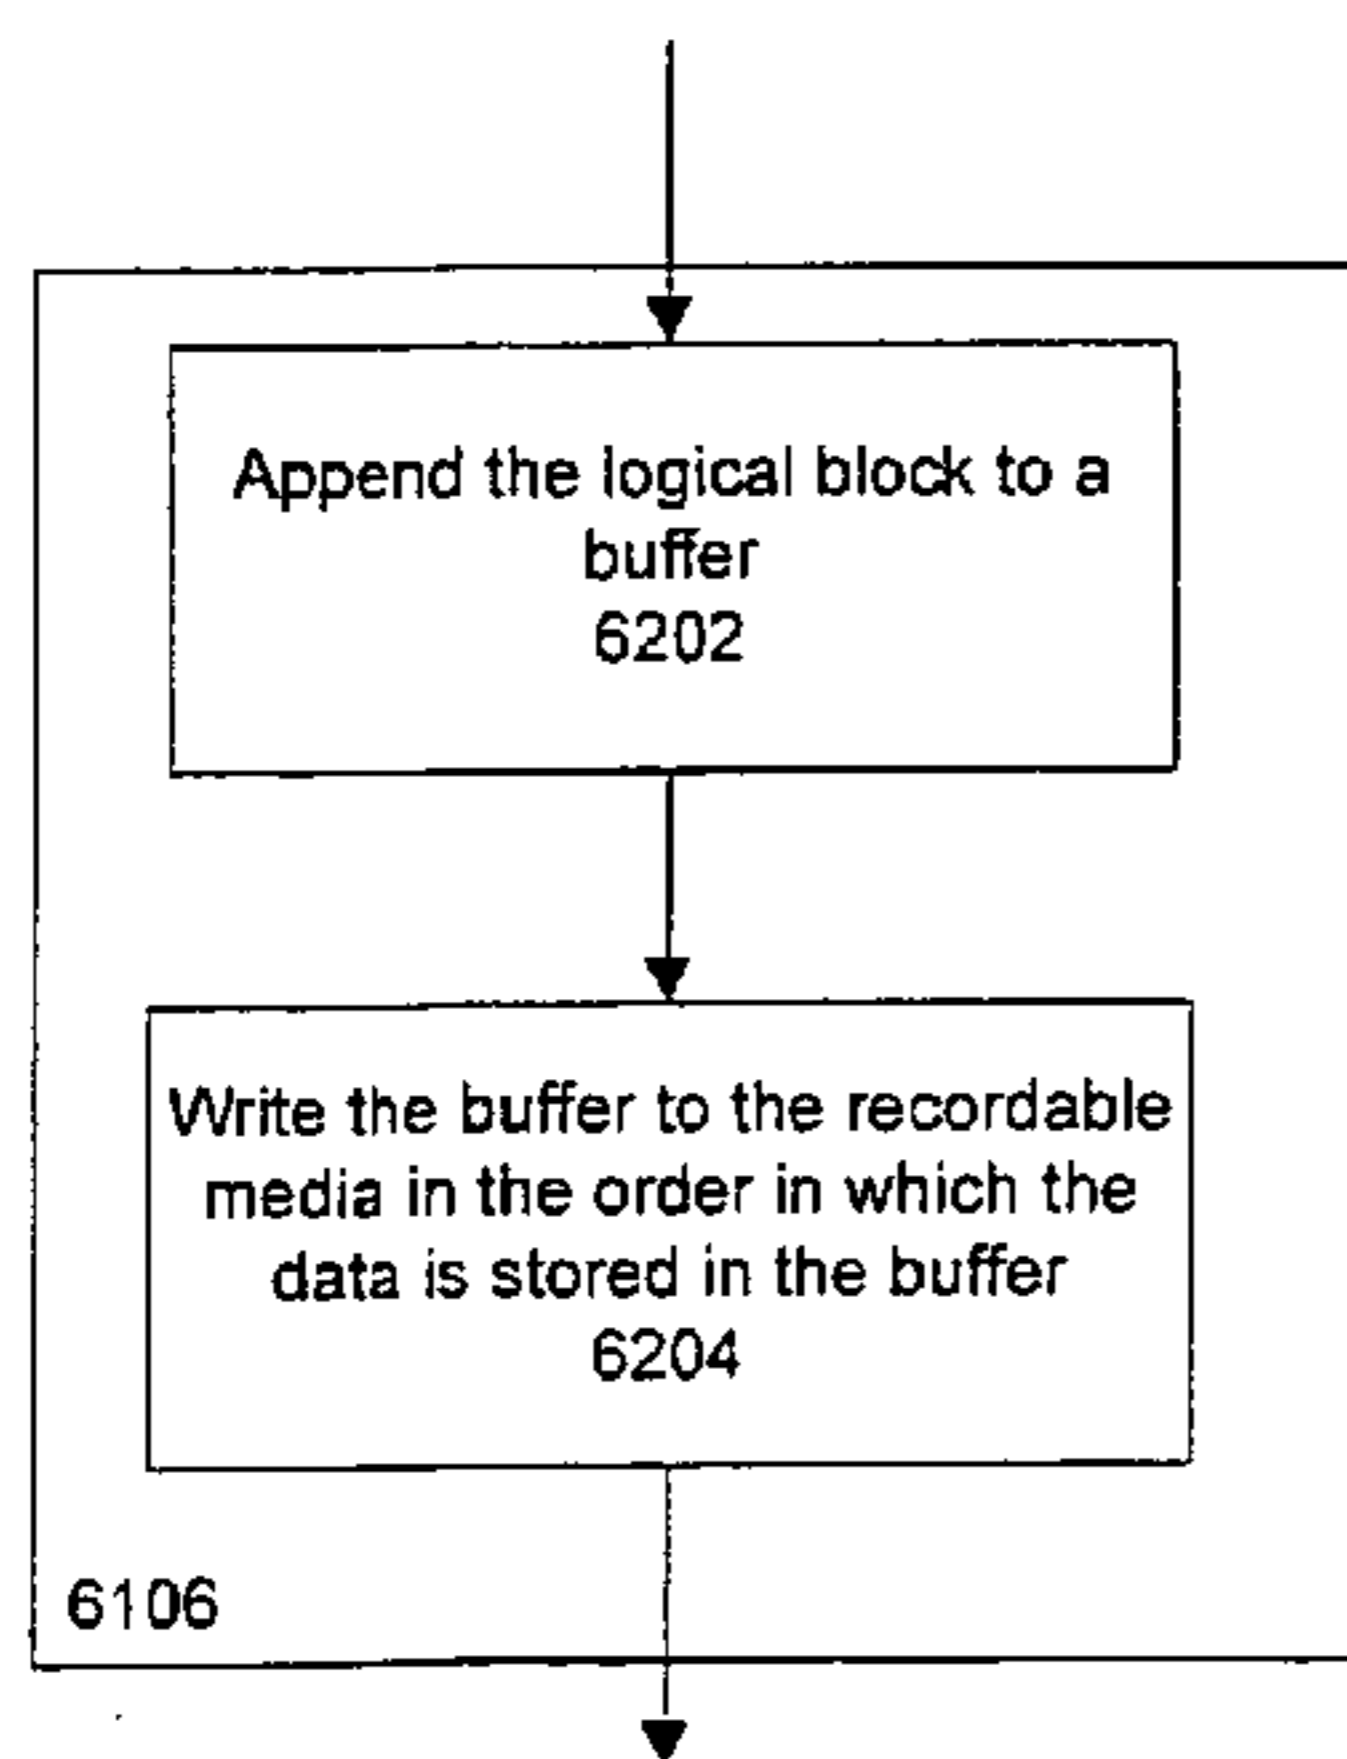 Append the logical block to a
buffer
6202
Write the buffer to the recordable
media in the order in which the
data is stored in the buffer
6204
6106